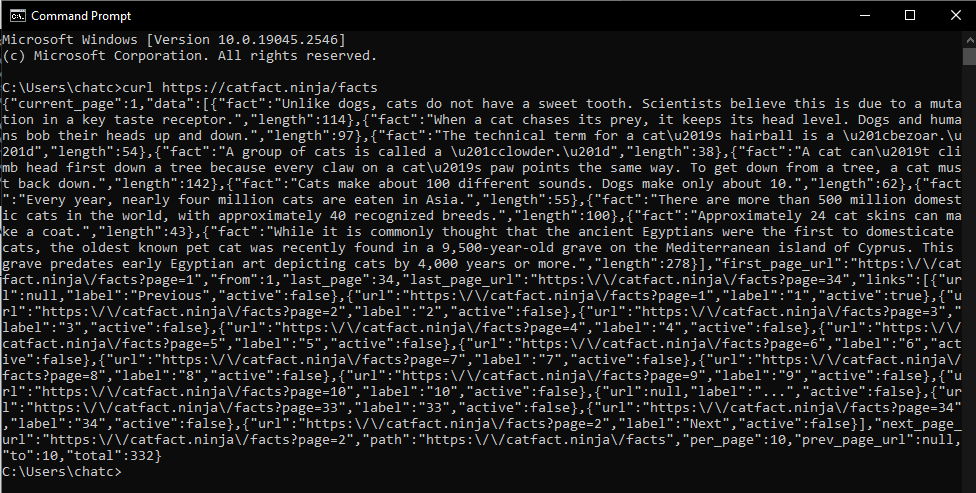 Command Prompt
Microsoft Windows [Version 10.0.19045.2546]
(c) Microsoft Corporation. All rights reserved.
C:\Users\chatc>curl https://catfact.ninja/facts
{"current_page":1,"data":[{"fact":"Unlike dogs, cats do not have a sweet tooth. Scientists believe this is due to a muta
tion in a key taste receptor.","length":114},{"fact":"When a cat chases its prey, it keeps its head level. Dogs and huma
ns bob their heads up and down.","length":97},{"fact":"The technical term for a cat\u2019s hairball is a \u201cbezoar.\u
201d","length":54},{"fact":"A group of cats is called a \u201cclowder.\u201d","length":38},{"fact":"A cat can\u2019t cli
mb head first down a tree because every claw on a cat\u2019s paw points the same way. To get down from a tree, a cat mus
t back down.","length":142},{"fact":"Cats make about 100 different sounds. Dogs make only about 10.","length":62},{"fact
":"Every year, nearly four million cats are eaten in Asia.","length":55},{"fact":"There are more than 500 million domest
ic cats in the world, with approximately 40 recognized breeds.","length":100},{"fact":"Approximately 24 cat skins can ma
ke a coat.","length":43},{"fact":"While it is commonly thought that the ancient Egyptians were the first to domesticate
cats, the oldest known pet cat was recently found in a 9,500-year-old grave on the Mediterranean island of Cyprus. This
grave predates early Egyptian art depicting cats by 4,000 years or more.","length":278}],"first_page_url":"https:\/\/cat
fact.ninja\/facts?page=1","from":1,"last_page":34,"last_page_url":"https:\/\/catfact.ninja\/facts?page=34","links":[{"ur
l":null,"label":"Previous","active":false},{"url":"https:\/\/catfact.ninja\/facts?page=1","label":"1","active":true},{"u
rl":"https:\/\/catfact.ninja\/facts?page=2","label":"2","active":false},{"url":"https:\/\/catfact.ninja\/facts?page=3","
label":"3","active":false},{"url":"https:\/\/catfact.ninja\/facts?page=4","label":"4","active":false},{"url":"https:\/\/
catfact.ninja\/facts?page=5","label":"5","active":false},{"url":"https:\/\/catfact.ninja\/facts?page=6","label":"6","act
ive":false},{"url":"https:\/\/catfact.ninja\/facts?page=7","label":"7","active":false},{"url":"https:\/\/catfact.ninja\/
facts?page=8","label":"8","active":false},{"url":"https:\/\/catfact.ninja\/facts?page=9","label":"9","active":false},{"u
rl":"https:\/\/catfact.ninja\/facts?page=10","label":"10","active":false},{"url":null,"label":"...","active":false},{"ur
l":"https:\/\/catfact.ninja\/facts?page=33","label":"33","active":false},{"url":"https:\/\/catfact.ninja\/facts?page=34"
,"label":"34","active":false},{"url":"https:\/\/catfact.ninja\/facts?page=2","label":"Next","active":false}],"next_page_
url":"https:\/\/catfact.ninja\/facts?page=2","path":"https:\/\/catfact.ninja\/facts","per_page":10,"prev_page_url":null,
"to":10,"total":332}
C:\Users\chatc>